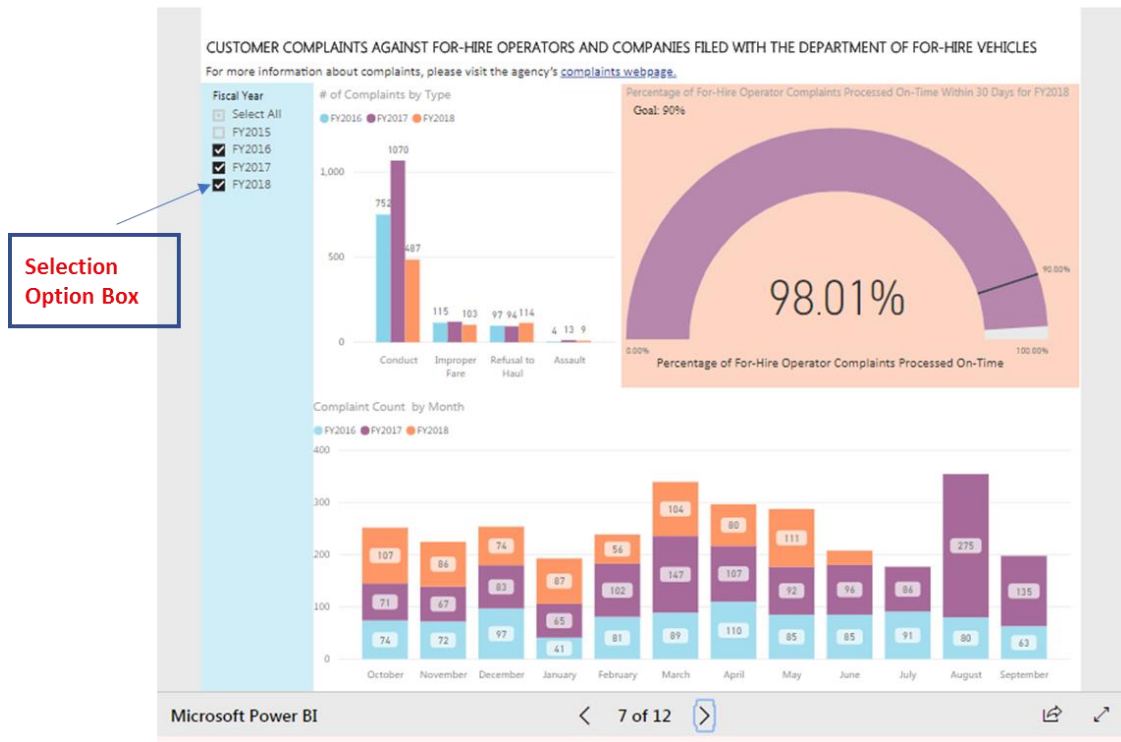 CUSTOMER COMPLAINTS AGAINST FOR-HIRE OPERATORS AND COMPANIES FILED WITH THE DEPARTMENT OF FOR-HIRE VEHICLES
For more information about complaints, please visit the agency's complaints webpage.
Fiscal Year
Select All
FY2015
FY2016
FY2017
FY2018
Selection
Option Box
# of Complaints by Type
FY2016 FY2017 FY2018
1,000
500
0
752 1070 487
115 103
97 94 114
4 13 9
Conduct
Improper
Fare
Refusal to
Haul
Assault
Percentage of For-Hire Operator Complaints Processed On-Time Within 30 Days for FY2018
Goal: 90%
90.00%
98.01%
0.00%
100.00%
Percentage of For-Hire Operator Complaints Processed On-Time
Complaint Count by Month
FY2016 FY2017 FY2018
400
300
200
100
0
107 71 74
86 67 72
74 83 97
87 65 41
56 102 81
104 147 89
80 107 110
111 92 85
96 85
86 91
275 80
135 63
October November December January February March April May June July August September
Microsoft Power BI
7 of 12